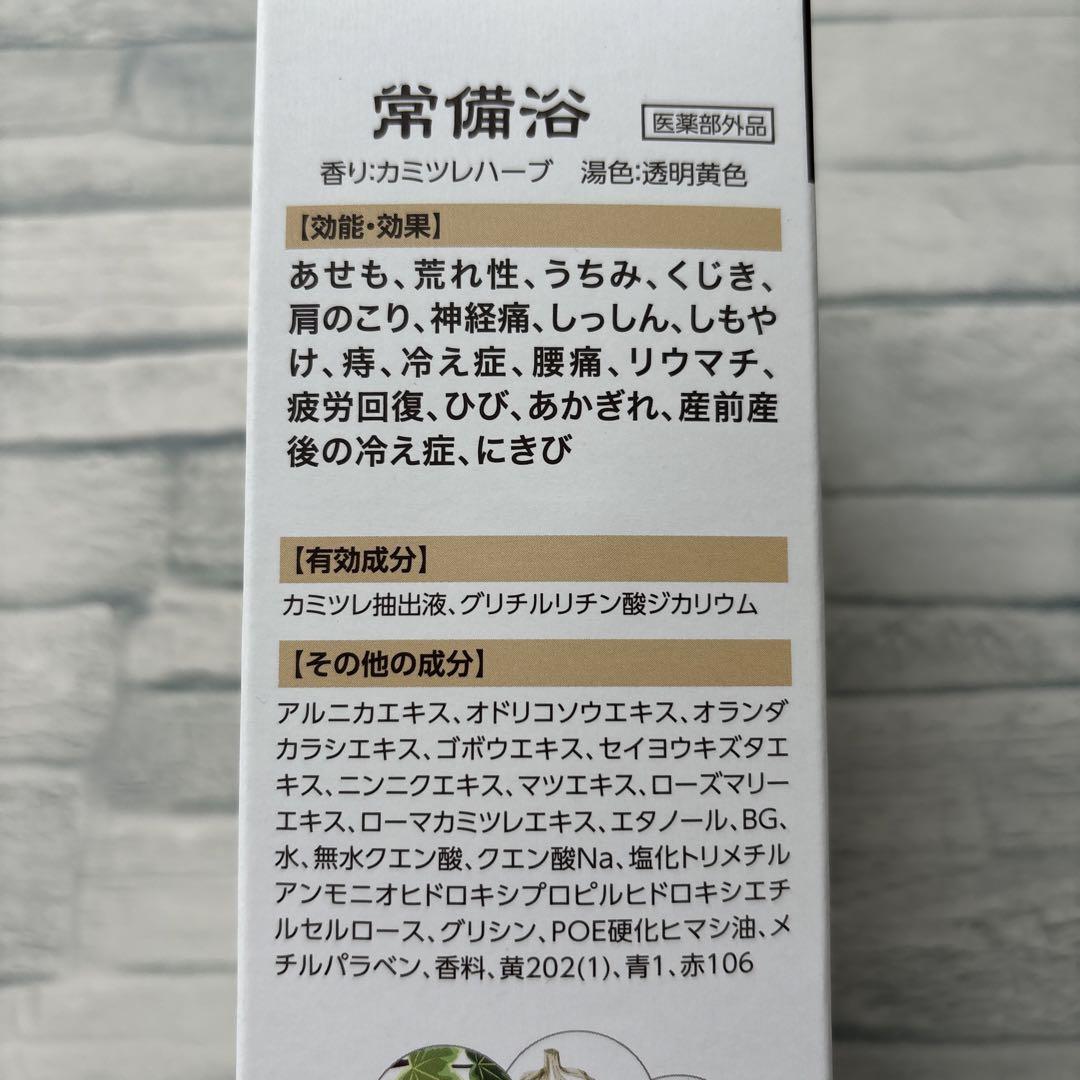 常備浴
医薬部外品
香り:カミツレハーブ 湯色:透明黄色
【効能・効果】
あせも、荒れ性、うちみ、くじき、
肩のこり、神経痛、しっしん、しもや
け、痔、冷え症、腰痛、リウマチ、
疲労回復、ひび、あかぎれ、産前産
後の冷え症、にきび
【有効成分】
カミツレ抽出液、グリチルリチン酸ジカリウム
【その他の成分】
アルニカエキス、オドリコソウエキス、オランダ
カラシエキス、ゴボウエキス、セイヨウキズタエ
キス、ニンニクエキス、マツエキス、ローズマリー
エキス、ローマカミツレエキス、エタノール、BG、
水、無水クエン酸、クエン酸Na、塩化トリメチル
アンモニオヒドロキシプロピルヒドロキシエチ
ルセルロース、グリシン、POE硬化ヒマシ油、メ
チルパラベン、香料、黄202(1)、青1、赤106